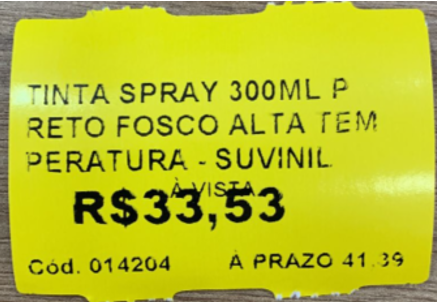 TINTA SPRAY 300ML P
RETO FOSCO ALTA TEM
PERATURA - SUVINIL
À VISTA
R$33,53
Cód. 014204 À PRAZO 41.39